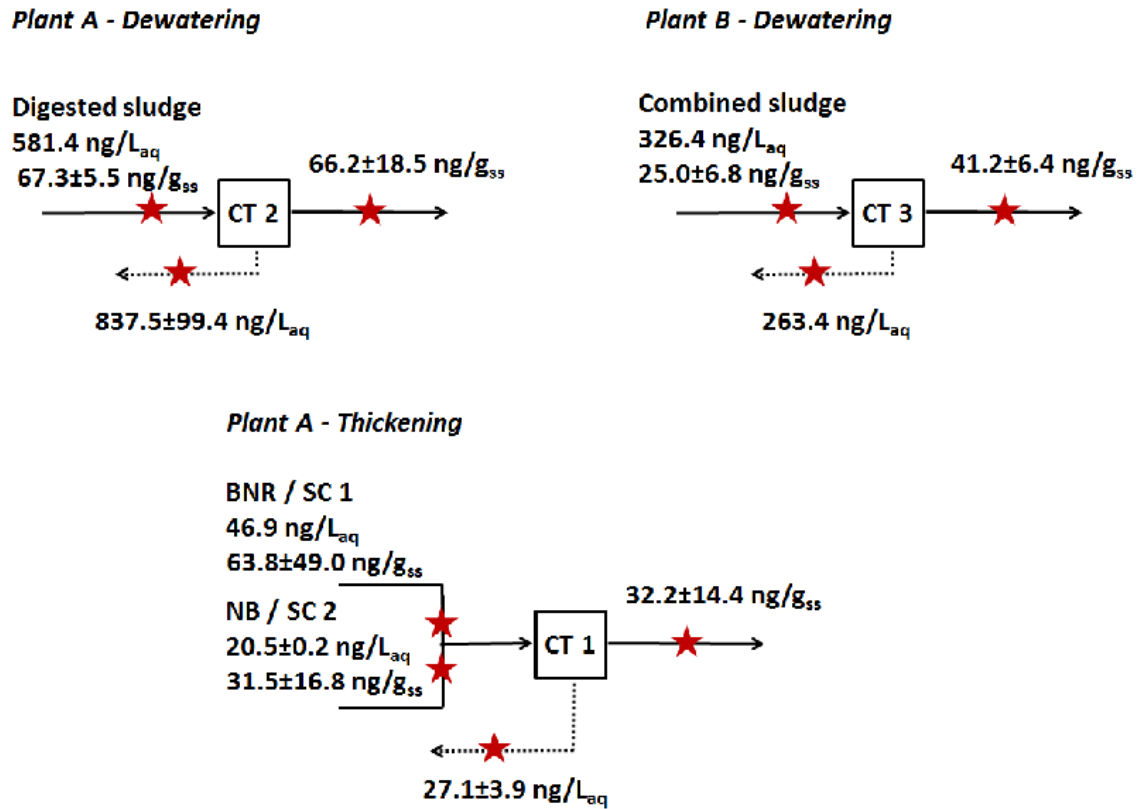 Plant A - Dewatering
Digested sludge
581.4 ng/Laq
67.3±5.5 ng/gss
66.2±18.5 ng/gss
CT 2
837.5±99.4 ng/Laq
Plant B - Dewatering
Combined sludge
326.4 ng/Laq
25.0±6.8 ng/gss
41.2±6.4 ng/gss
CT 3
263.4 ng/Laq
Plant A - Thickening
BNR / SC 1
46.9 ng/Laq
63.8±49.0 ng/gss
NB / SC 2
20.5±0.2 ng/Laq
31.5±16.8 ng/gss
32.2±14.4 ng/gss
CT 1
27.1±3.9 ng/Laq